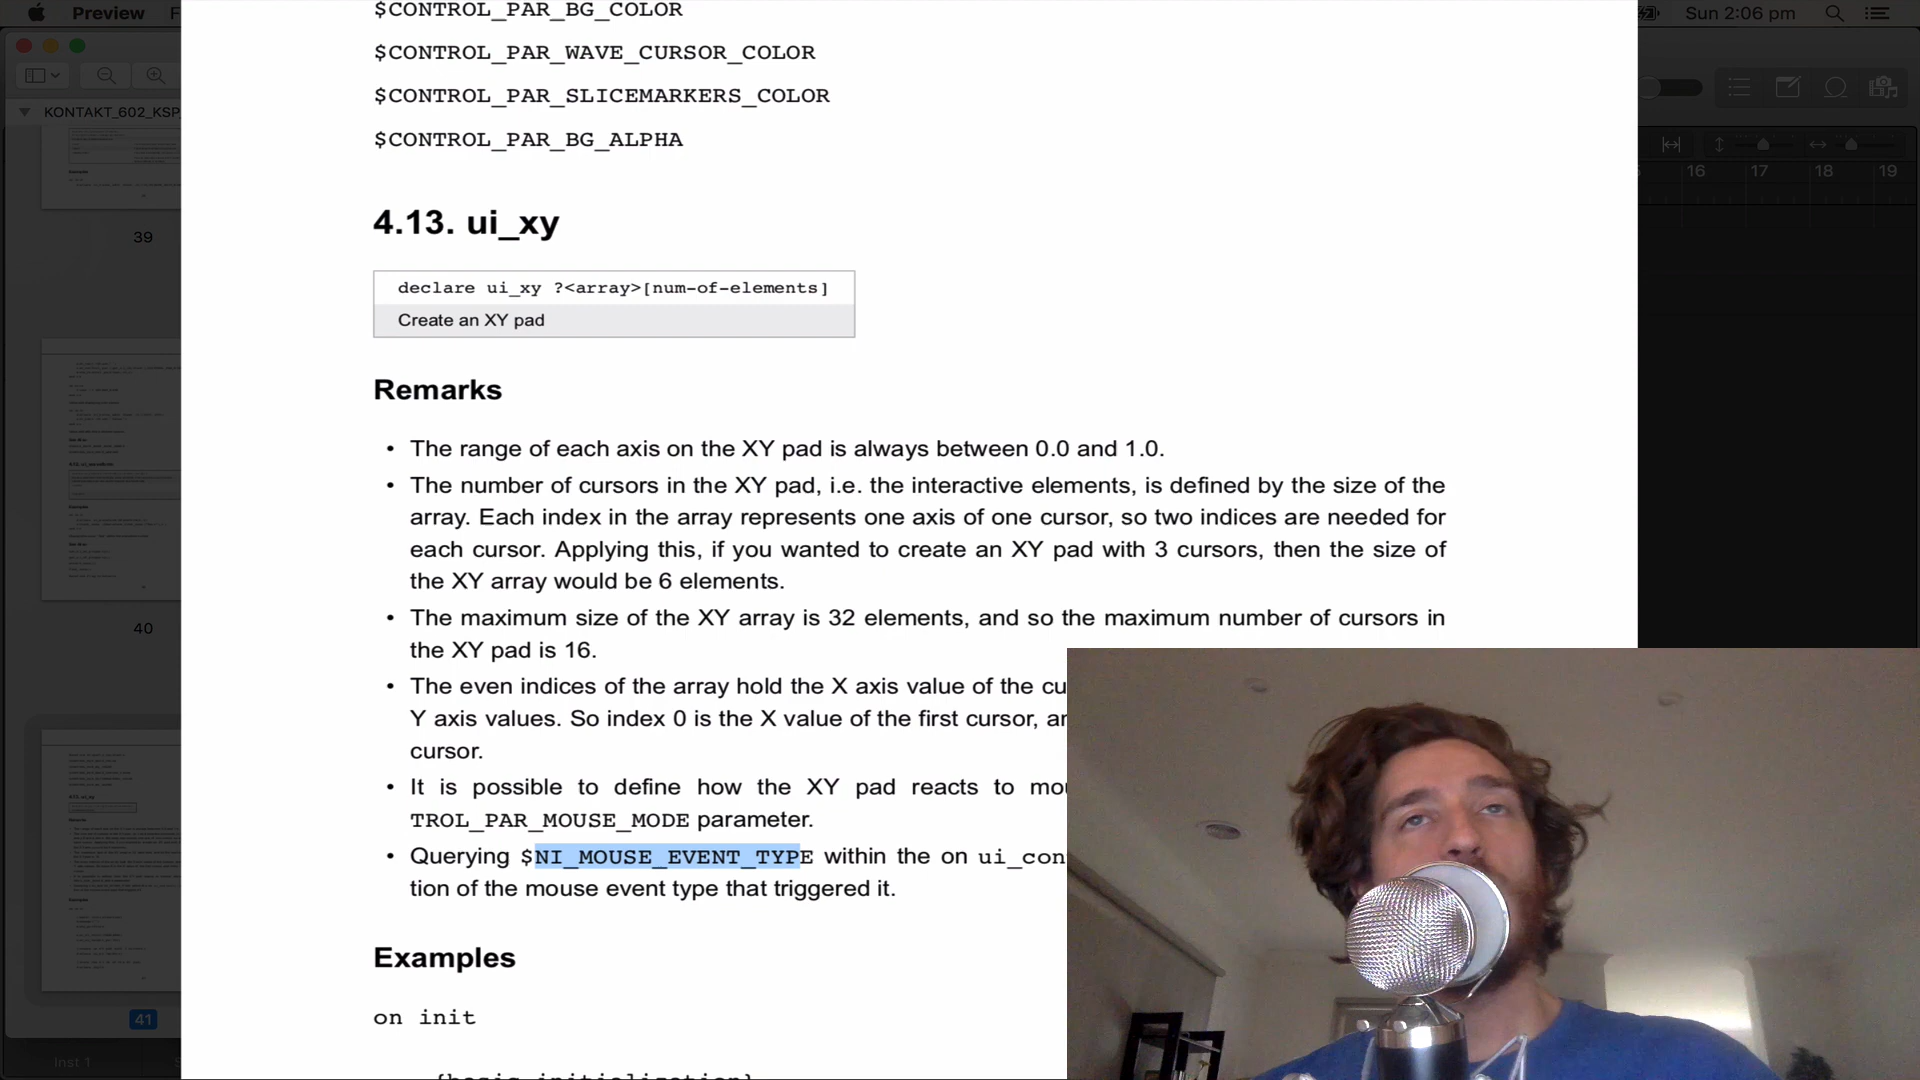 Preview F
Sun 2:06 pm
KONTAKT_602_KSP_
16 17 18 19
39
40
41
Inst 1
$CONTROL_PAR_BG_COLOR
$CONTROL_PAR_WAVE_CURSOR_COLOR
$CONTROL_PAR_SLICEMARKERS_COLOR
$CONTROL_PAR_BG_ALPHA
4.13. ui_xy
declare ui_xy ?<array>[num-of-elements]
Create an XY pad
Remarks
• The range of each axis on the XY pad is always between 0.0 and 1.0.
• The number of cursors in the XY pad, i.e. the interactive elements, is defined by the size of the
array. Each index in the array represents one axis of one cursor, so two indices are needed for
each cursor. Applying this, if you wanted to create an XY pad with 3 cursors, then the size of
the XY array would be 6 elements.
• The maximum size of the XY array is 32 elements, and so the maximum number of cursors in
the XY pad is 16.
• The even indices of the array hold the X axis value of the cu
Y axis values. So index 0 is the X value of the first cursor, ar
cursor.
• It is possible to define how the XY pad reacts to mo
TROL_PAR_MOUSE_MODE parameter.
• Querying $NI_MOUSE_EVENT_TYPE within the on ui_con
tion of the mouse event type that triggered it.
Examples
on init
{basic initialization}